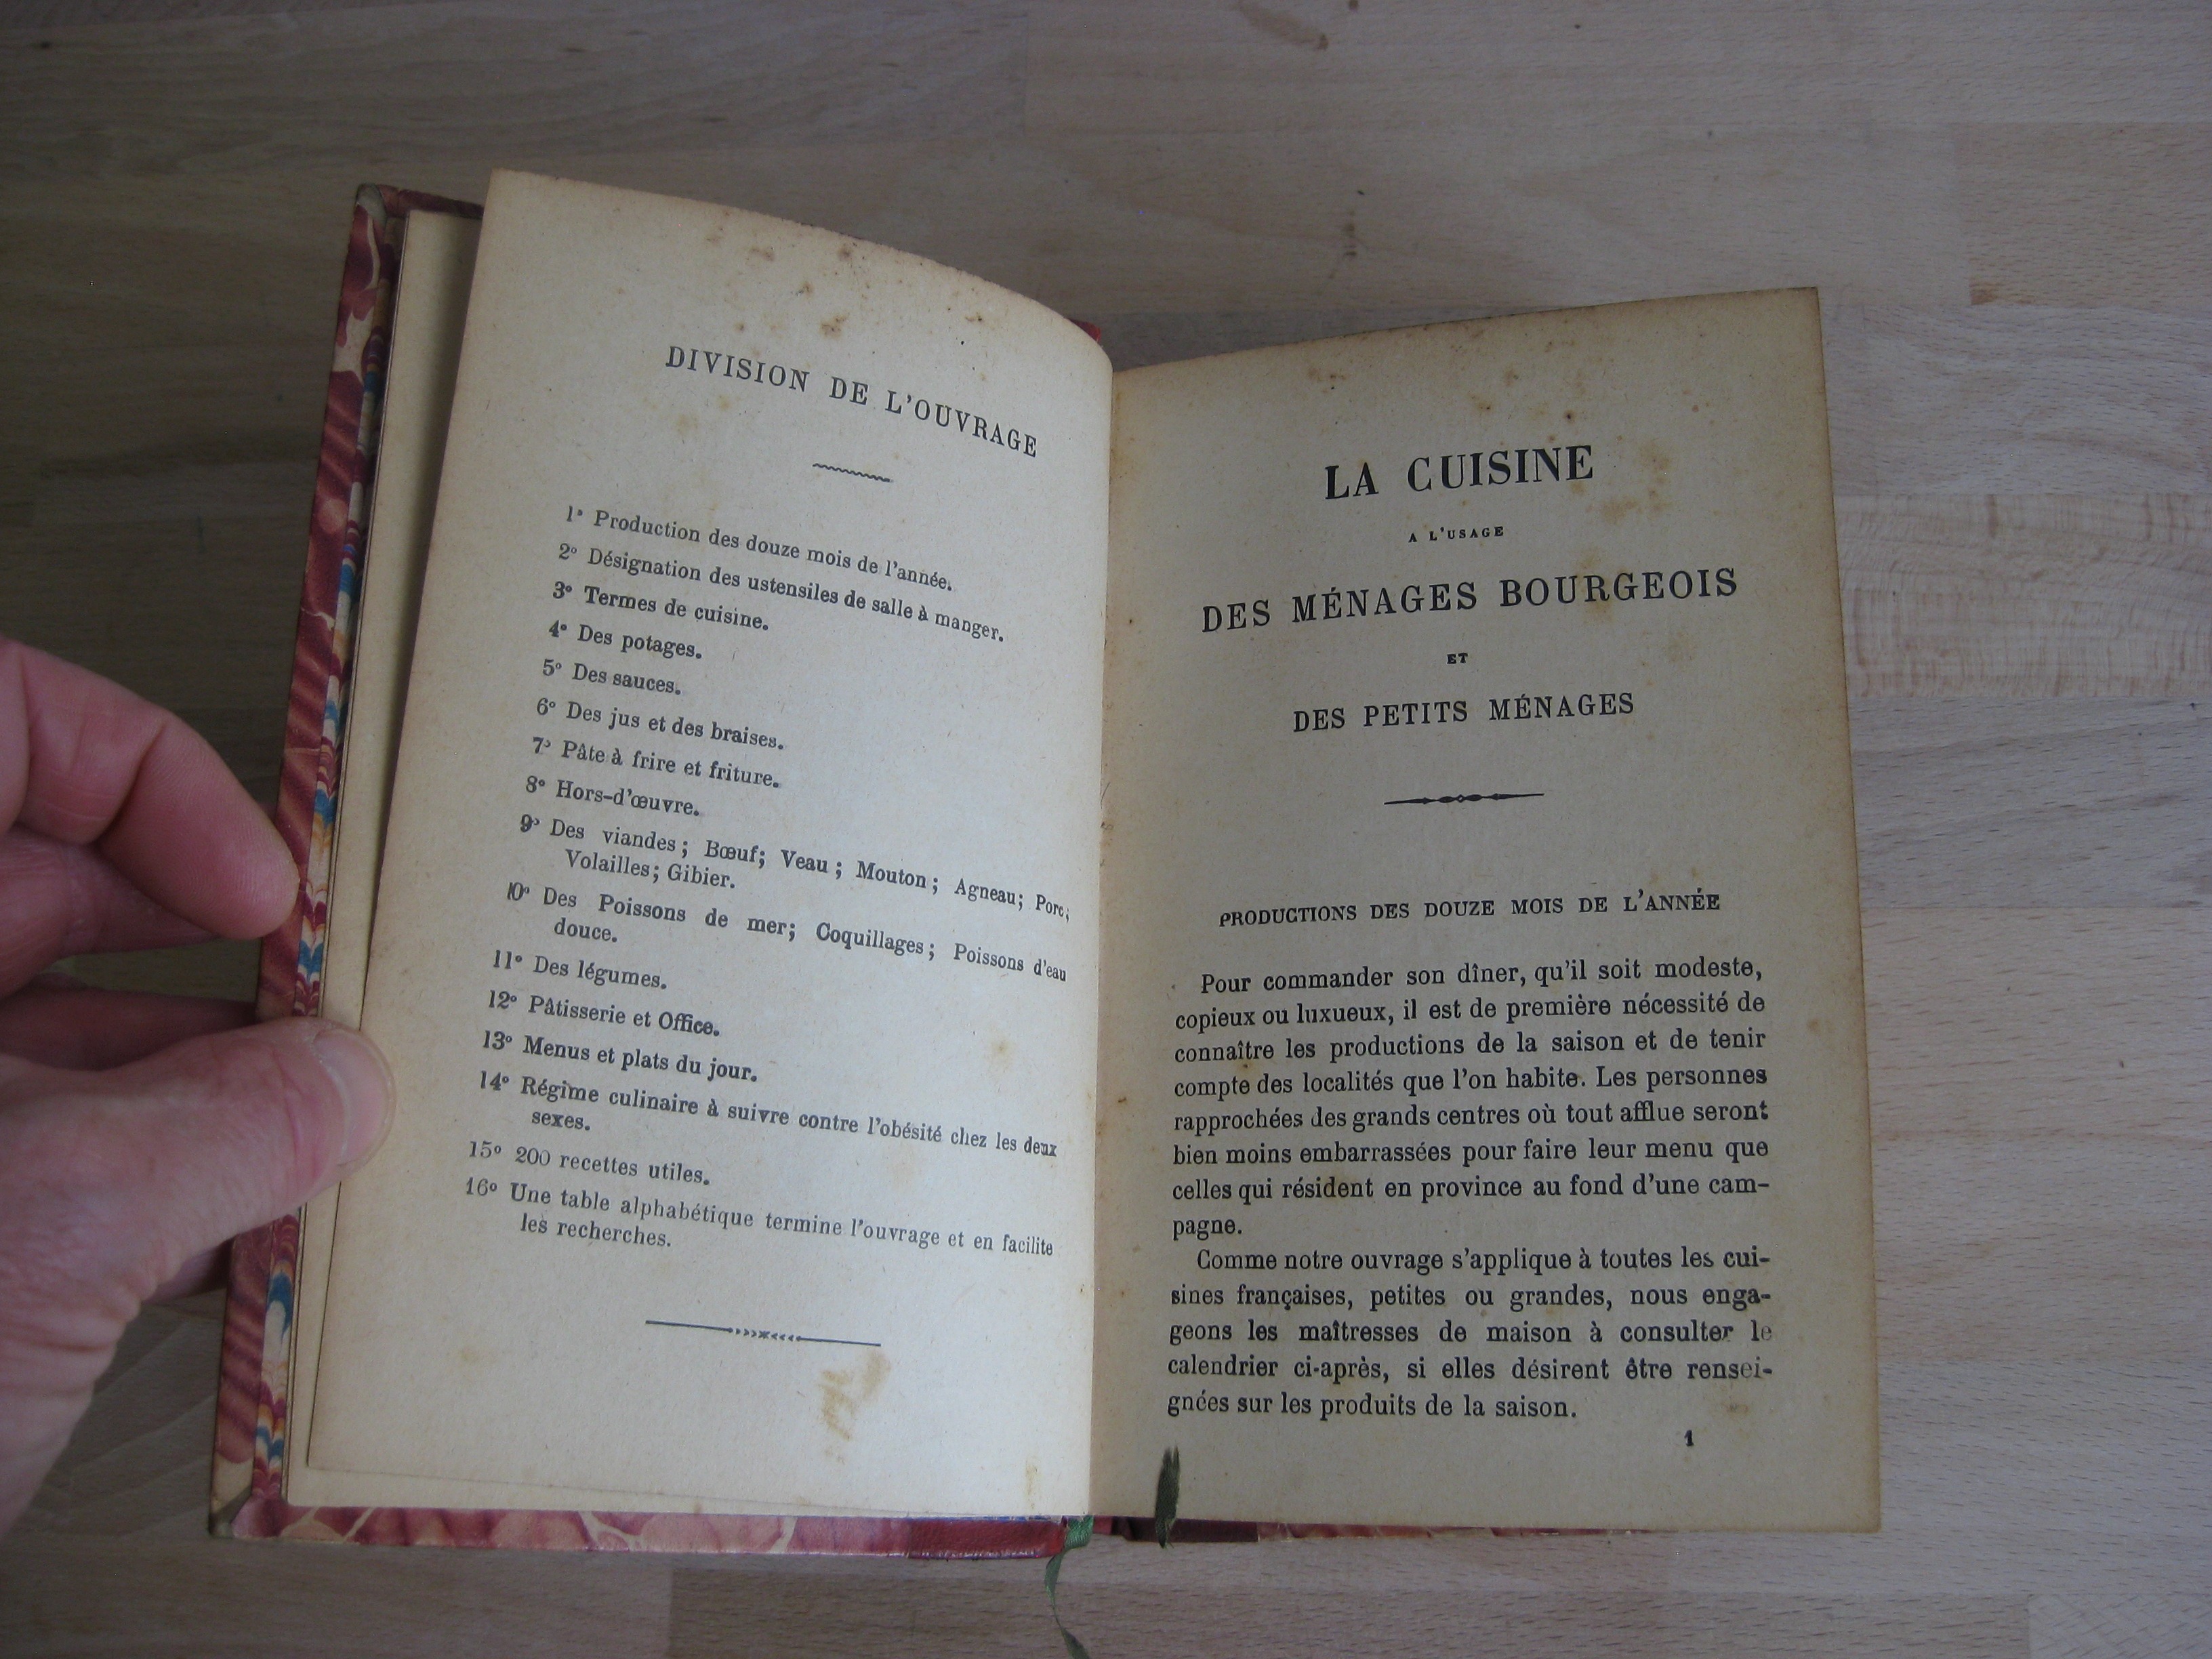 DIVISION DE L'OUVRAGE
1° Production des douze mois de l'année.
2° Désignation des ustensiles de salle à manger.
3° Termes de cuisine.
4° Des potages.
5° Des sauces.
6° Des jus et des braises.
7° Pâte à frire et friture.
8° Hors-d'œuvre.
9° Des viandes; Bœuf; Veau; Mouton; Agneau; Porc;
Volailles; Gibier.
10° Des Poissons de mer; Coquillages; Poissons d'eau
douce.
11° Des légumes.
12° Pâtisserie et Office.
13° Menus et plats du jour.
14° Régime culinaire à suivre contre l'obésité chez les deux
sexes.
15° 200 recettes utiles.
16° Une table alphabétique termine l'ouvrage et en facilite
les recherches.
LA CUISINE
A L'USAGE
DES MÉNAGES BOURGEOIS
ET
DES PETITS MÉNAGES
PRODUCTIONS DES DOUZE MOIS DE L'ANNÉE
Pour commander son dîner, qu'il soit modeste,
copieux ou luxueux, il est de première nécessité de
connaître les productions de la saison et de tenir
compte des localités que l'on habite. Les personnes
rapprochées des grands centres où tout afflue seront
bien moins embarrassées pour faire leur menu que
celles qui résident en province au fond d'une cam-
pagne.
Comme notre ouvrage s'applique à toutes les cui-
sines françaises, petites ou grandes, nous enga-
geons les maîtresses de maison à consulter le
calendrier ci-après, si elles désirent être rensei-
gnées sur les produits de la saison.
1